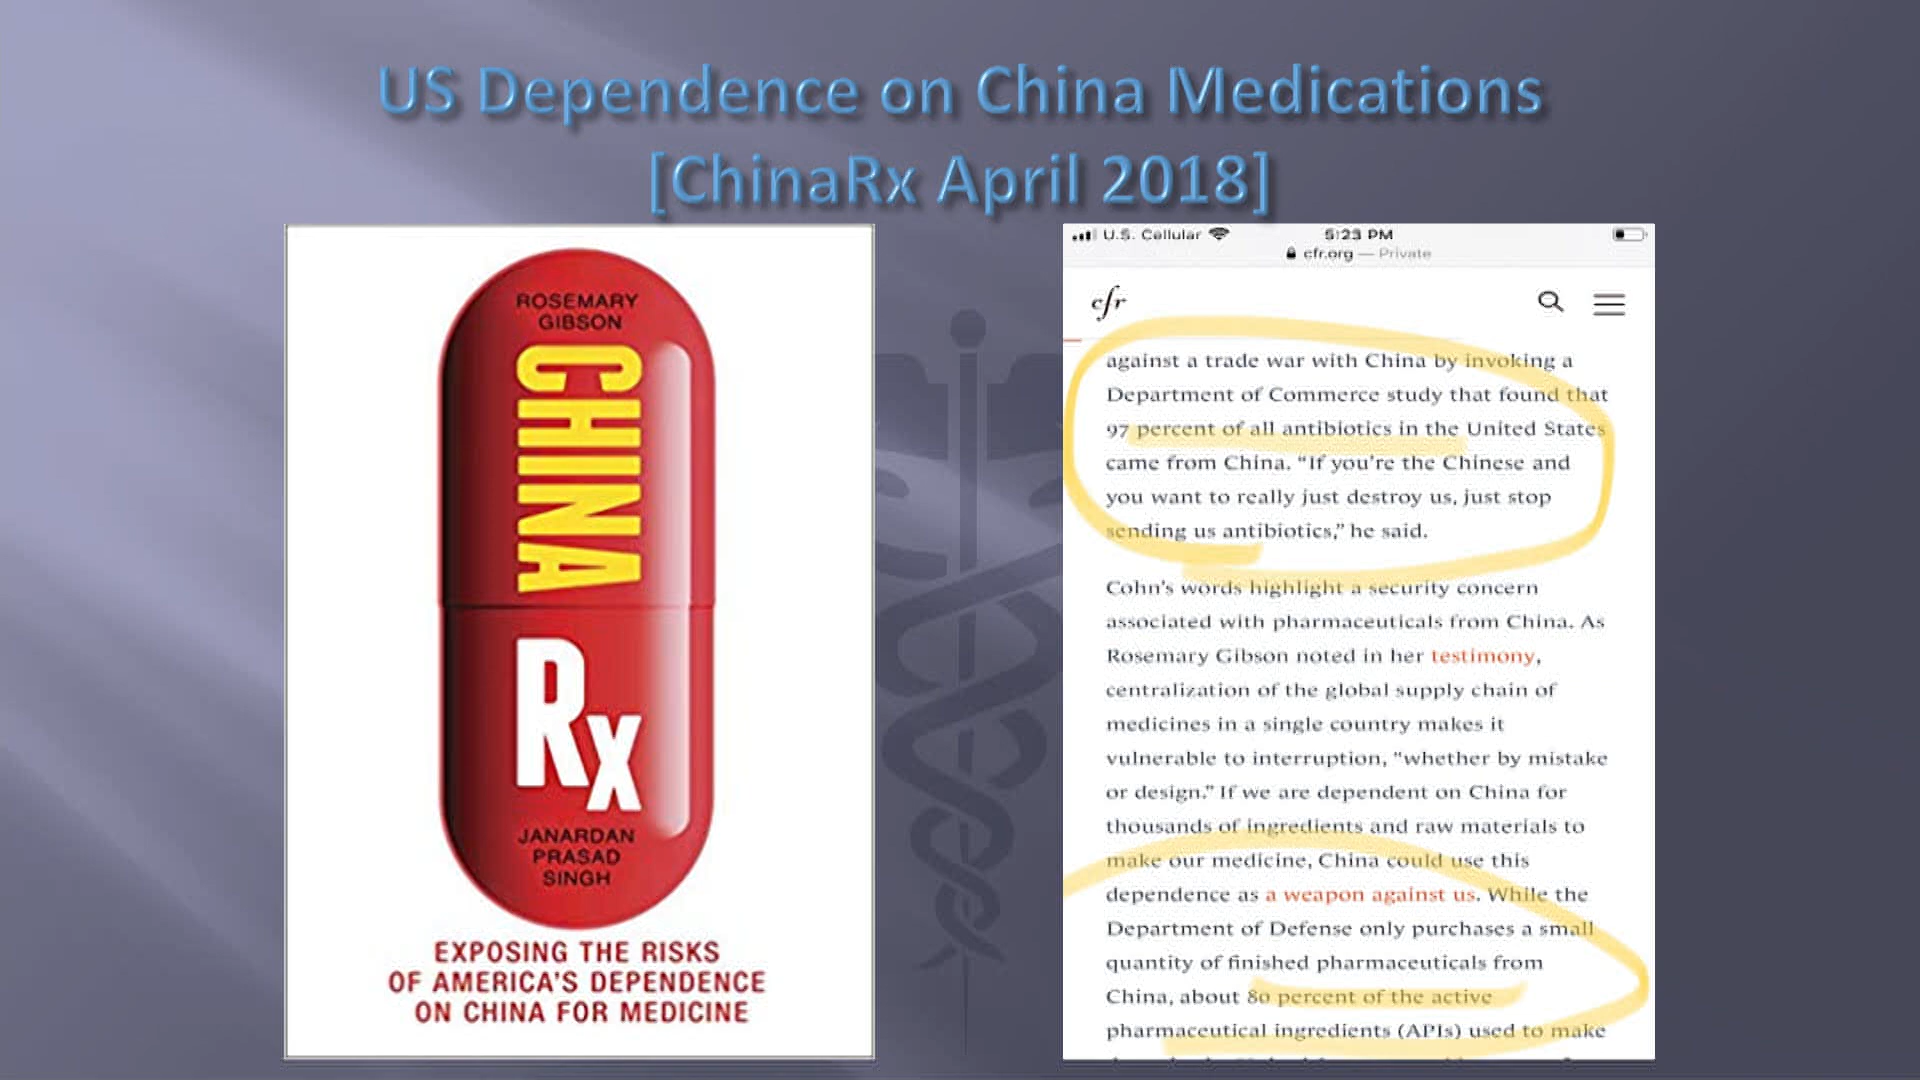 US Dependence on China Medications
[ChinaRx April 2018]
ROSEMARY
GIBSON
CHINA
Rx
JANARDAN
PRASAD
SINGH
EXPOSING THE RISKS
OF AMERICA'S DEPENDENCE
ON CHINA FOR MEDICINE
U.S. Cellular
5:23 PM
cfr.org — Private
cfr
against a trade war with China by invoking a
Department of Commerce study that found that
97 percent of all antibiotics in the United States
came from China. “If you’re the Chinese and
you want to really just destroy us, just stop
sending us antibiotics,” he said.
Cohn’s words highlight a security concern
associated with pharmaceuticals from China. As
Rosemary Gibson noted in her testimony,
centralization of the global supply chain of
medicines in a single country makes it
vulnerable to interruption, “whether by mistake
or design.” If we are dependent on China for
thousands of ingredients and raw materials to
make our medicine, China could use this
dependence as a weapon against us. While the
Department of Defense only purchases a small
quantity of finished pharmaceuticals from
China, about 80 percent of the active
pharmaceutical ingredients (APIs) used to make